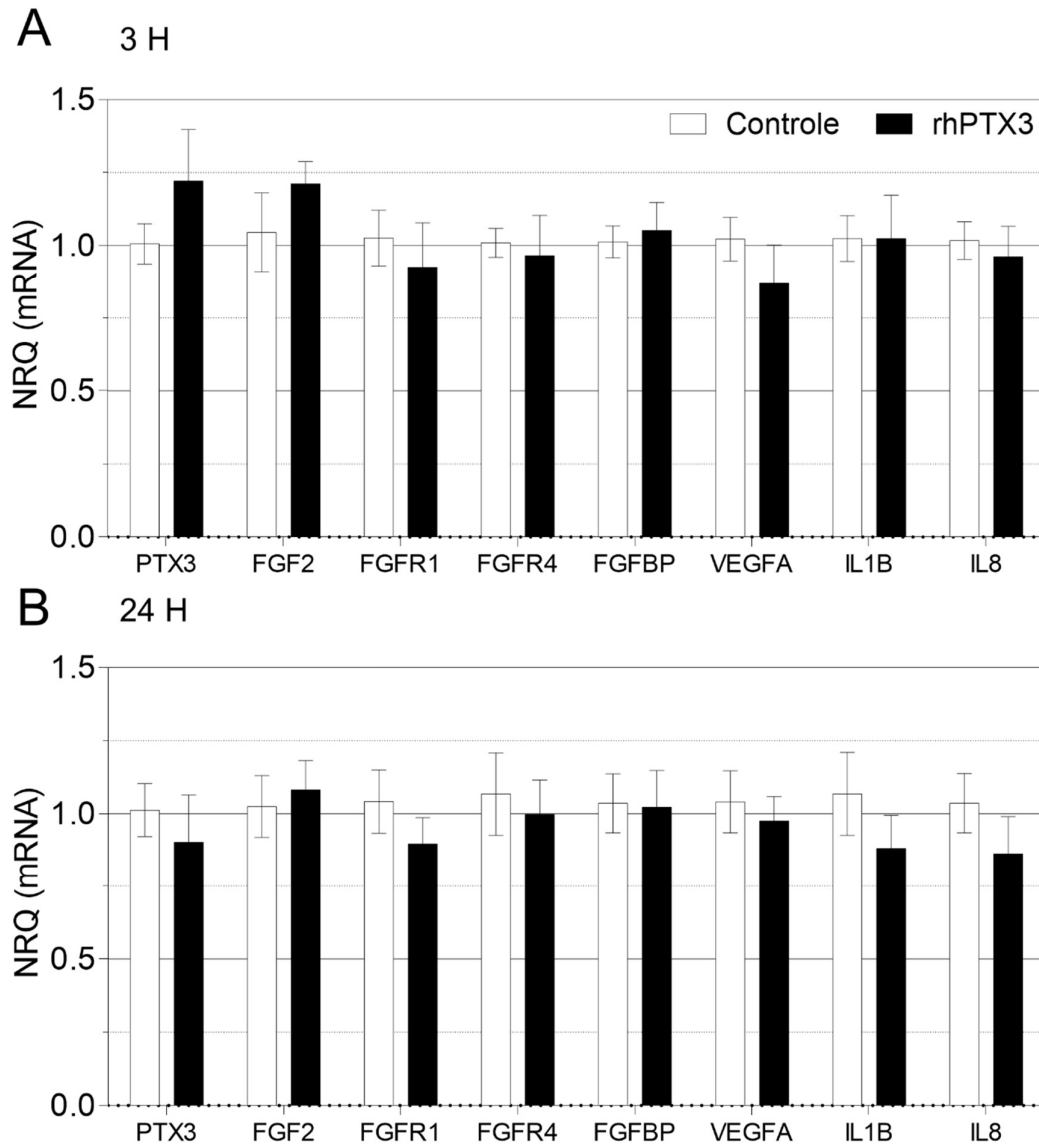 A
3 H
1.5
Controle rhPTX3
1.0
NRQ (mRNA)
0.5
0.0
PTX3 FGF2 FGFR1 FGFR4 FGFBP VEGFA IL1B IL8
B
24 H
1.5
1.0
NRQ (mRNA)
0.5
0.0
PTX3 FGF2 FGFR1 FGFR4 FGFBP VEGFA IL1B IL8